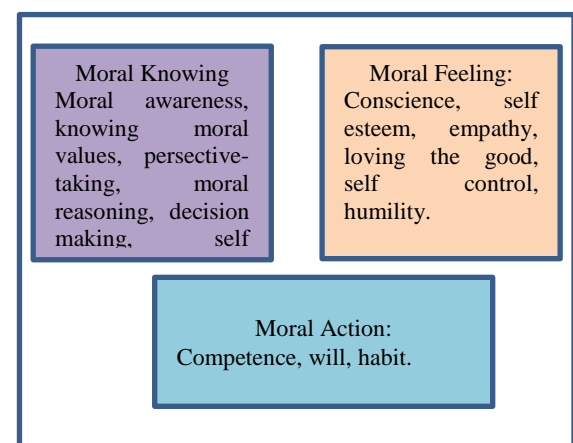 Moral Knowing
Moral awareness,
knowing moral
values, persective-
taking, moral
reasoning, decision
making, self
Moral Feeling:
Conscience, self
esteem, empathy,
loving the good,
self control,
humility.
Moral Action:
Competence, will, habit.